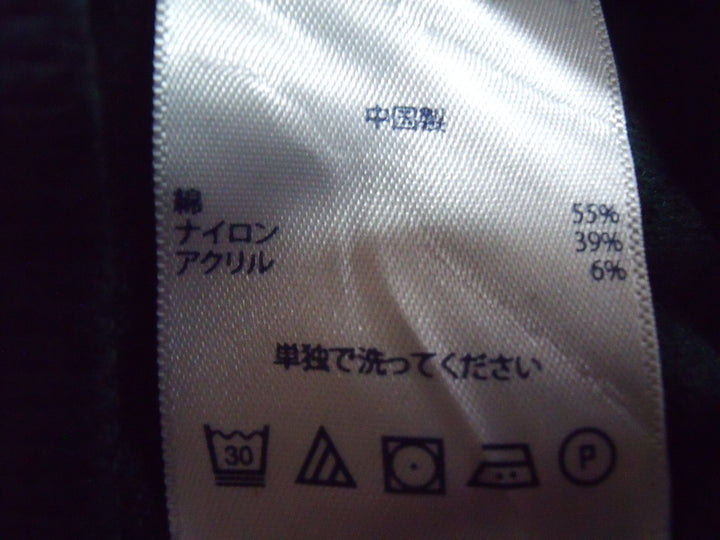 中国製
綿 55%
ナイロン 39%
アクリル 6%
単独で洗ってください
30 P